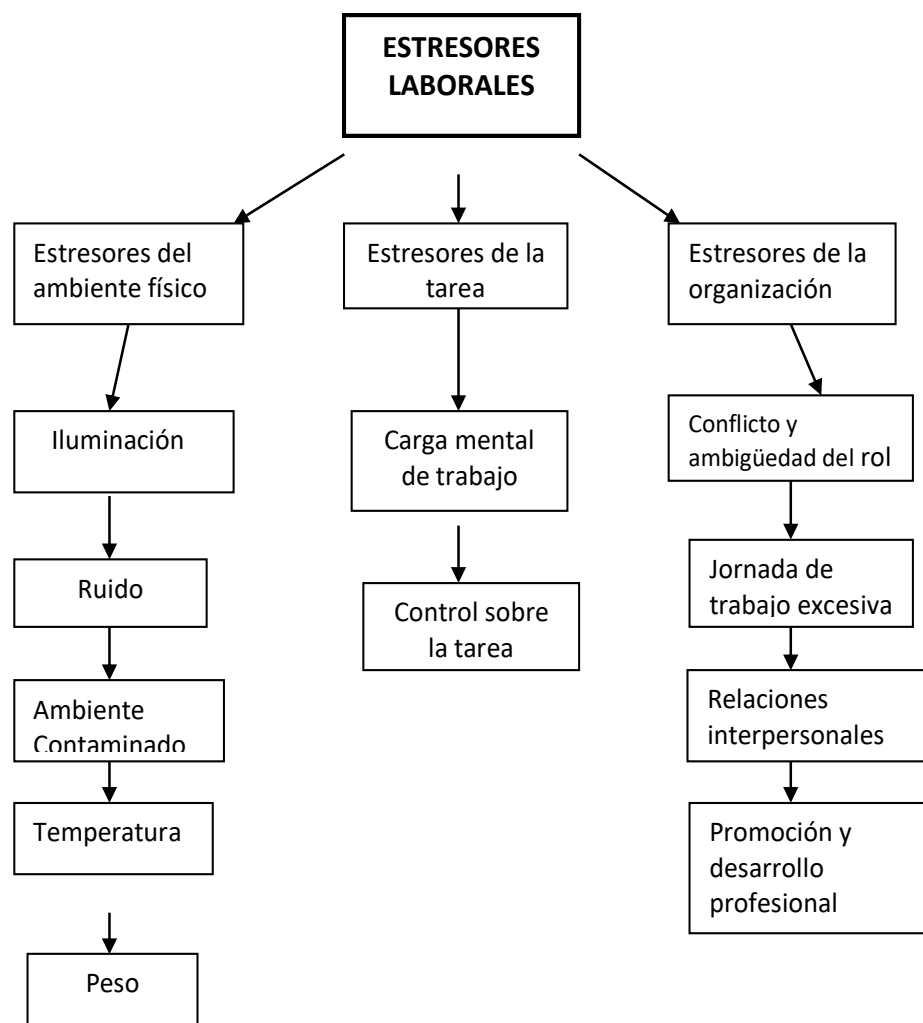 ESTRESORES
LABORALES
Estresores del
ambiente físico
Estresores de la
tarea
Estresores de la
organización
Iluminación
Carga mental
de trabajo
Conflicto y
ambigüedad del rol
Ruido
Control sobre
la tarea
Jornada de
trabajo excesiva
Ambiente
Contaminado
Relaciones
interpersonales
Temperatura
Promoción y
desarrollo
profesional
Peso